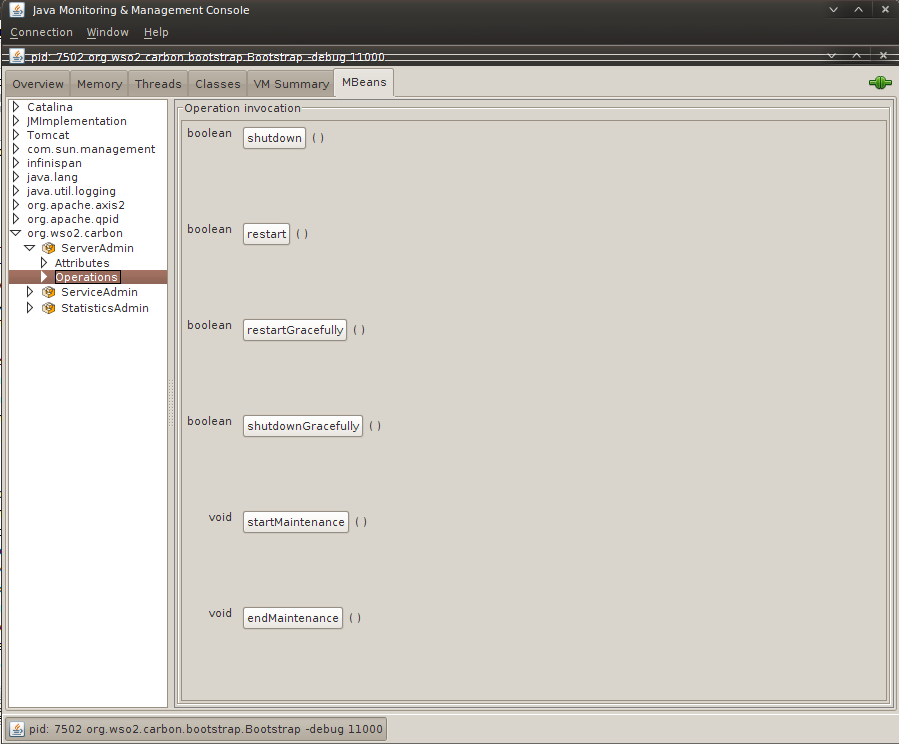 Java Monitoring & Management Console
Connection Window Help
pid: 7502 org.wso2.carbon.bootstrap.Bootstrap -debug 11000
Overview Memory Threads Classes VM Summary MBeans
Catalina
JMImplementation
Tomcat
com.sun.management
infinispan
java.lang
java.util.logging
org.apache.axis2
org.apache.qpid
org.wso2.carbon
ServerAdmin
Attributes
Operations
ServiceAdmin
StatisticsAdmin
Operation invocation
boolean shutdown ( )
boolean restart ( )
boolean restartGracefully ( )
boolean shutdownGracefully ( )
void startMaintenance ( )
void endMaintenance ( )
pid: 7502 org.wso2.carbon.bootstrap.Bootstrap -debug 11000